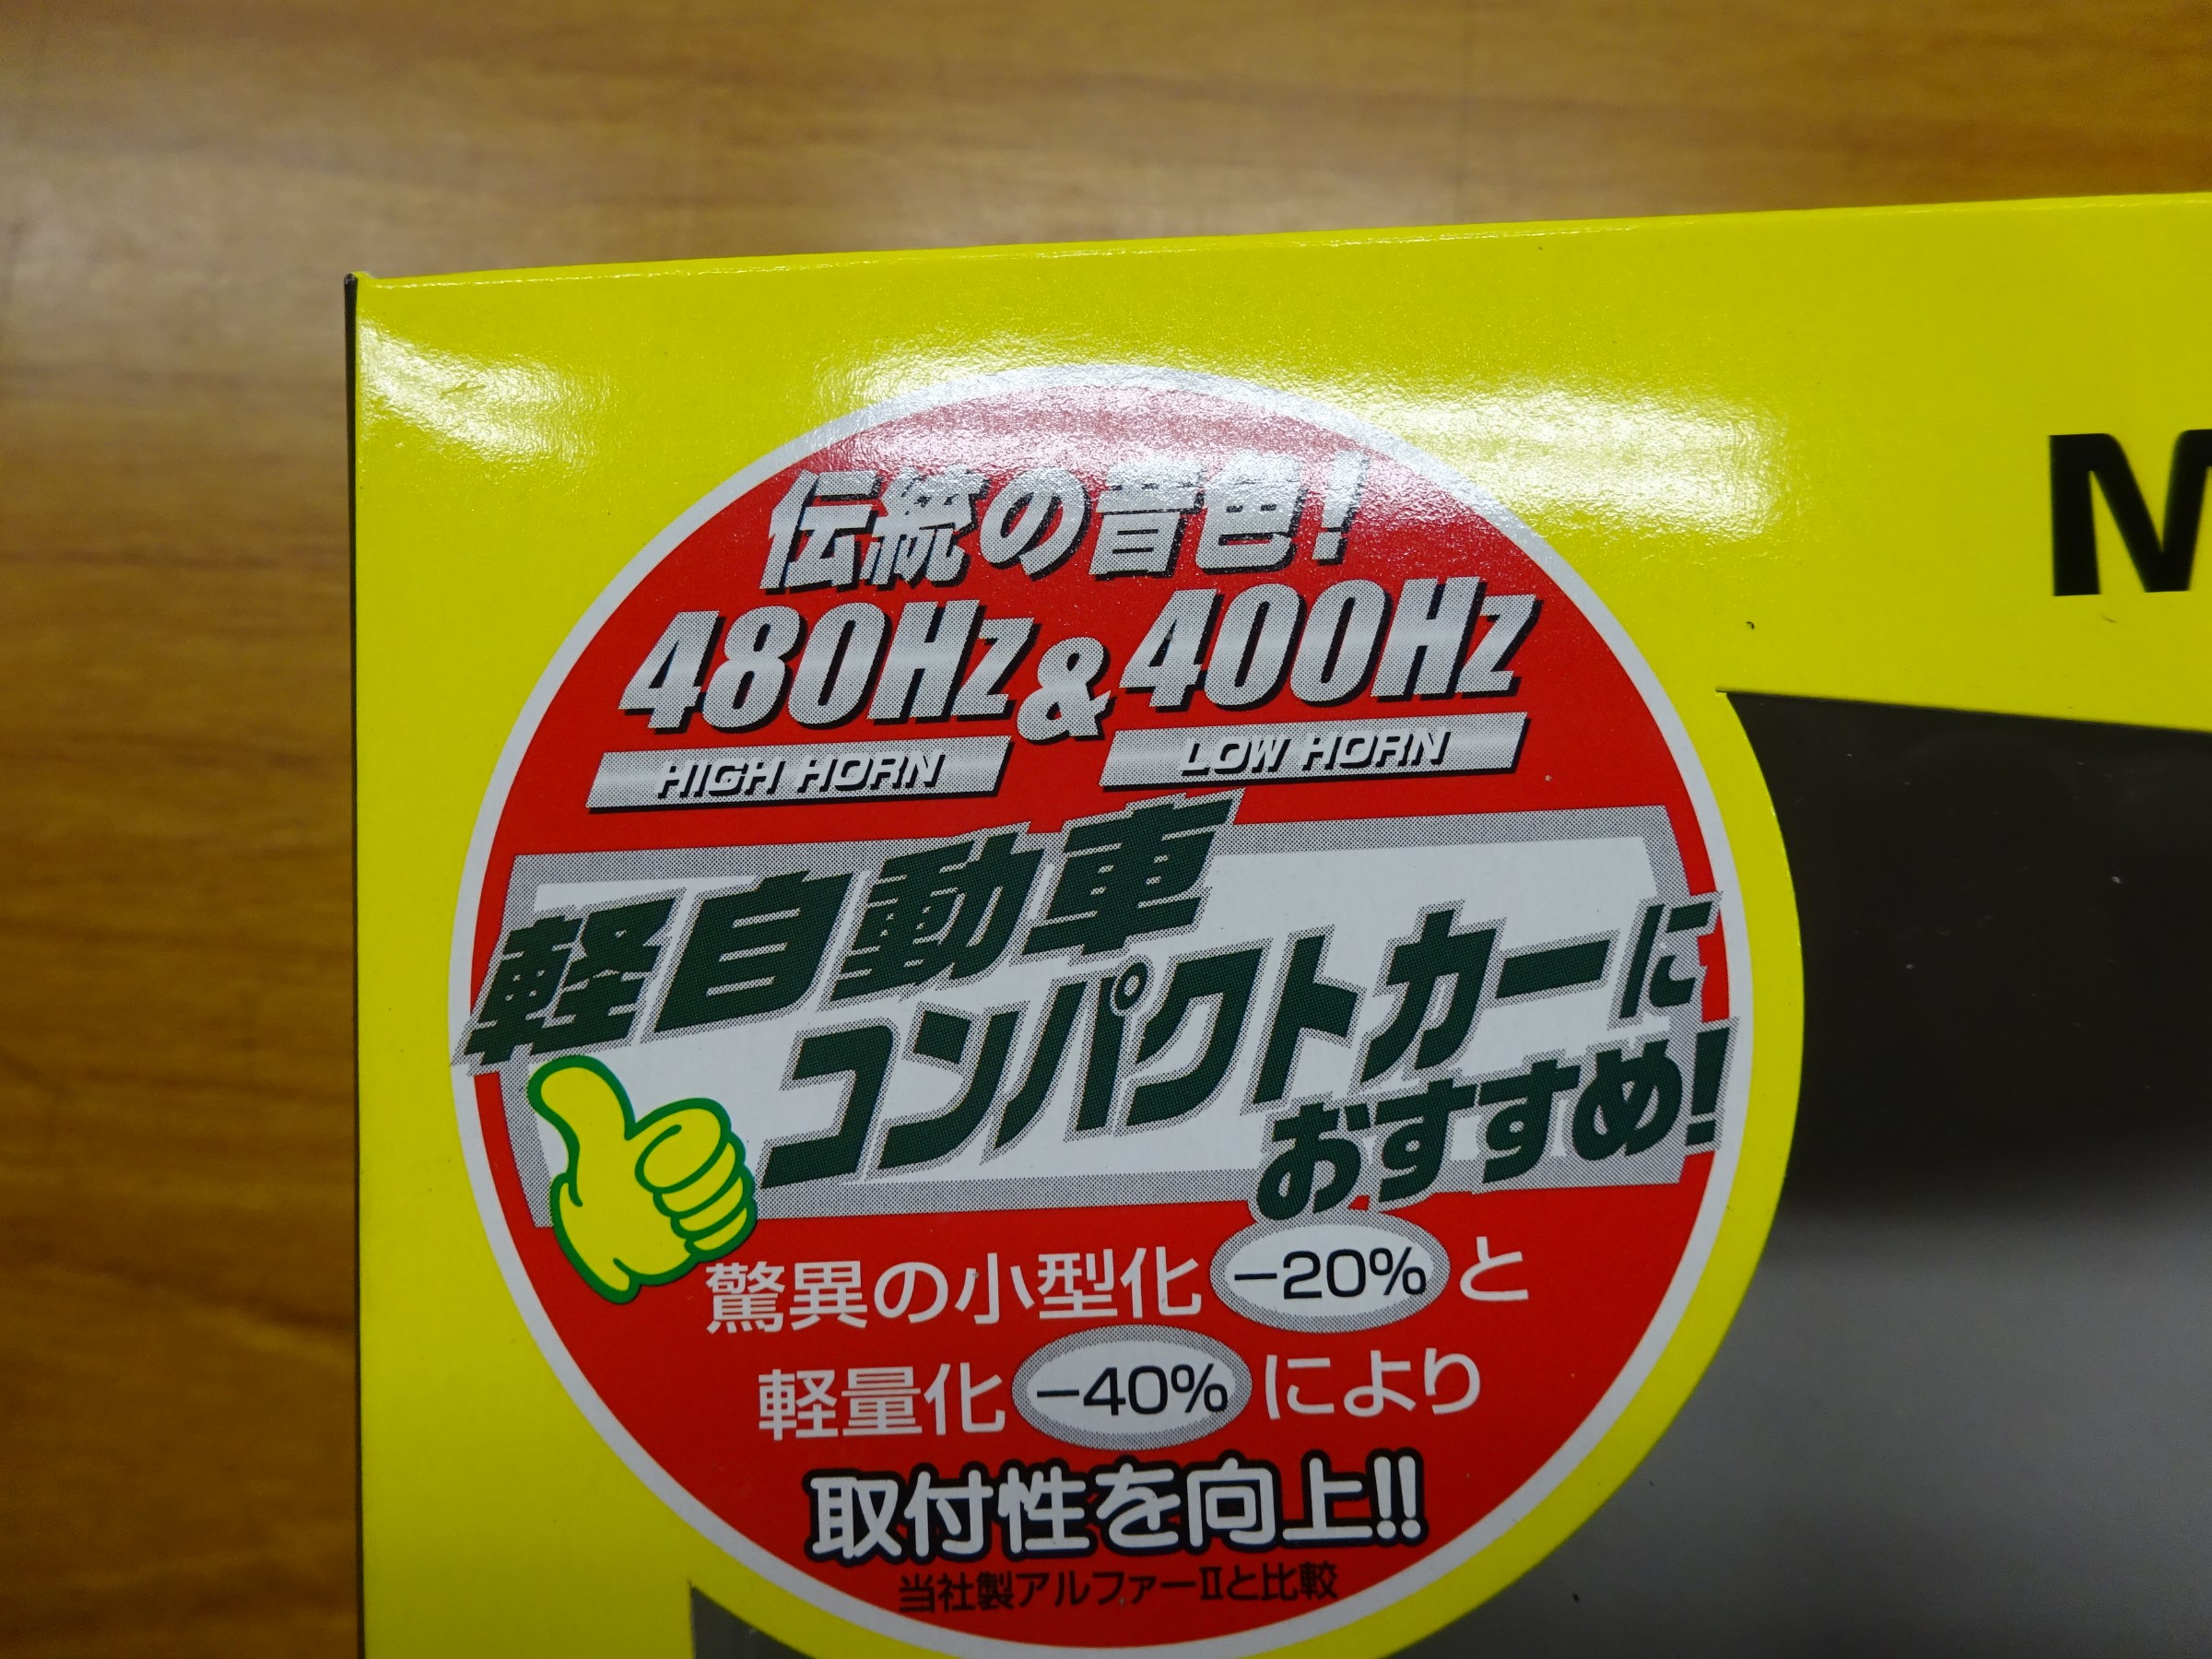 伝統の音色!
480Hz&400Hz
HIGH HORN LOW HORN
軽自動車
コンパクトカーに
おすすめ!
驚異の小型化 -20% と
軽量化 -40% により
取付性を向上!!
当社製アルファーⅡと比較
M